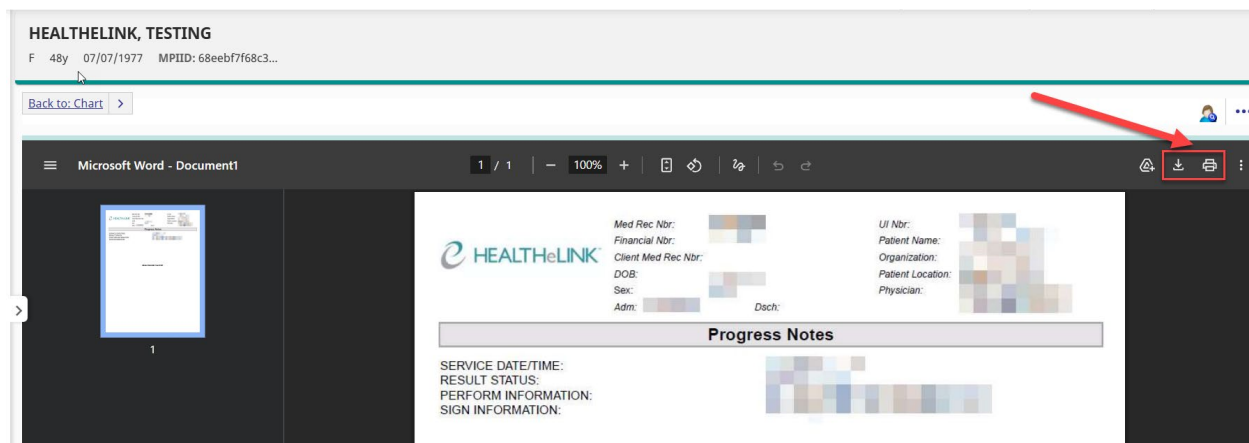 HEALTHELINK, TESTING
F 48y 07/07/1977 MPIID: 68eebf7f68c3...
Back to: Chart
Microsoft Word - Document1
1 / 1
100%
1
HEALTHeLINK
Med Rec Nbr:
Financial Nbr:
Client Med Rec Nbr:
DOB:
Sex:
Adm:
Dsch:
UI Nbr:
Patient Name:
Organization:
Patient Location:
Physician:
Progress Notes
SERVICE DATE/TIME:
RESULT STATUS:
PERFORM INFORMATION:
SIGN INFORMATION: